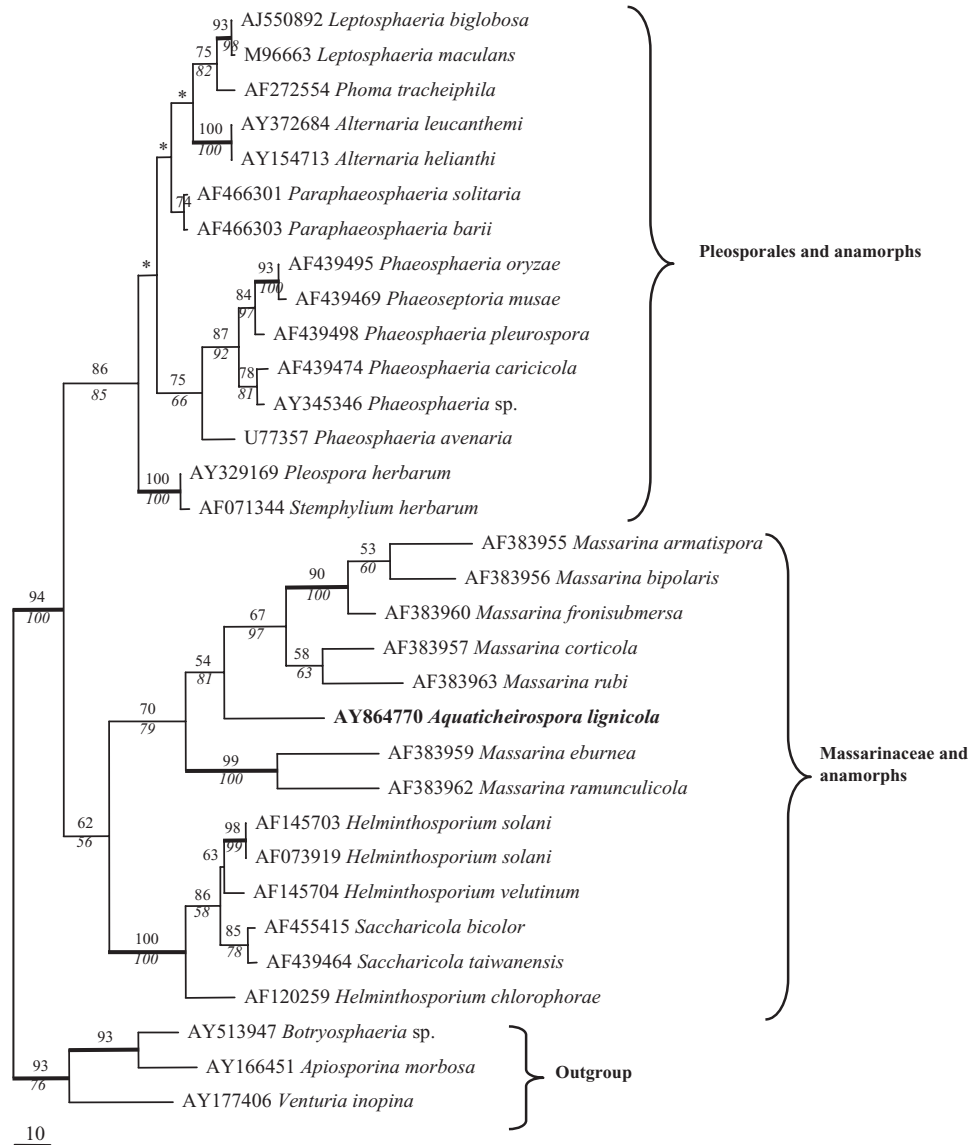 93
AJ550892 Leptosphaeria biglobosa
98
M96663 Leptosphaeria maculans
75
82
AF272554 Phoma tracheiphila
*
100
AY372684 Alternaria leucanthemi
100
AY154713 Alternaria helianthi
*
74
AF466301 Paraphaeosphaeria solitaria
AF466303 Paraphaeosphaeria barii
Pleosporales and anamorphs
*
93
AF439495 Phaeosphaeria oryzae
100
AF439469 Phaeoseptoria musae
84
97
AF439498 Phaeosphaeria pleurospora
87
92
78
AF439474 Phaeosphaeria caricicola
81
AY345346 Phaeosphaeria sp.
86
85
75
66
U77357 Phaeosphaeria avenaria
100
AY329169 Pleospora herbarum
100
AF071344 Stemphylium herbarum
53
AF383955 Massarina armatispora
60
AF383956 Massarina bipolaris
90
100
AF383960 Massarina fronisubmersa
94
100
67
97
58
AF383957 Massarina corticola
63
AF383963 Massarina rubi
54
81
AY864770 Aquaticheirospora lignicola
70
79
99
AF383959 Massarina eburnea
100
AF383962 Massarina ramunculicola
Massarinaceae and
anamorphs
62
56
98
AF145703 Helminthosporium solani
99
AF073919 Helminthosporium solani
63
AF145704 Helminthosporium velutinum
86
58
85
AF455415 Saccharicola bicolor
78
AF439464 Saccharicola taiwanensis
100
100
AF120259 Helminthosporium chlorophorae
93
AY513947 Botryosphaeria sp.
AY166451 Apiosporina morbosa
93
76
AY177406 Venturia inopina
Outgroup
10